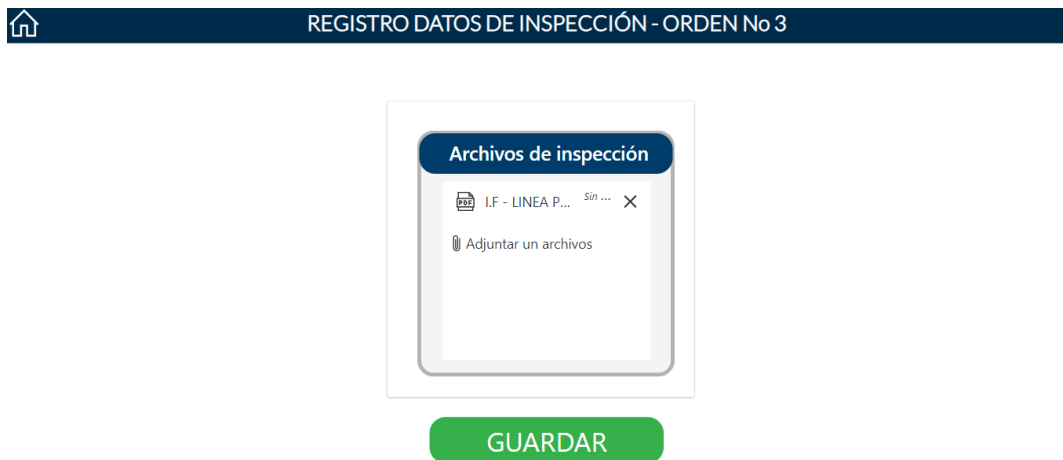 REGISTRO DATOS DE INSPECCIÓN - ORDEN No 3
Archivos de inspección
PDF I.F - LINEA P... Sin ...
Adjuntar un archivos
GUARDAR